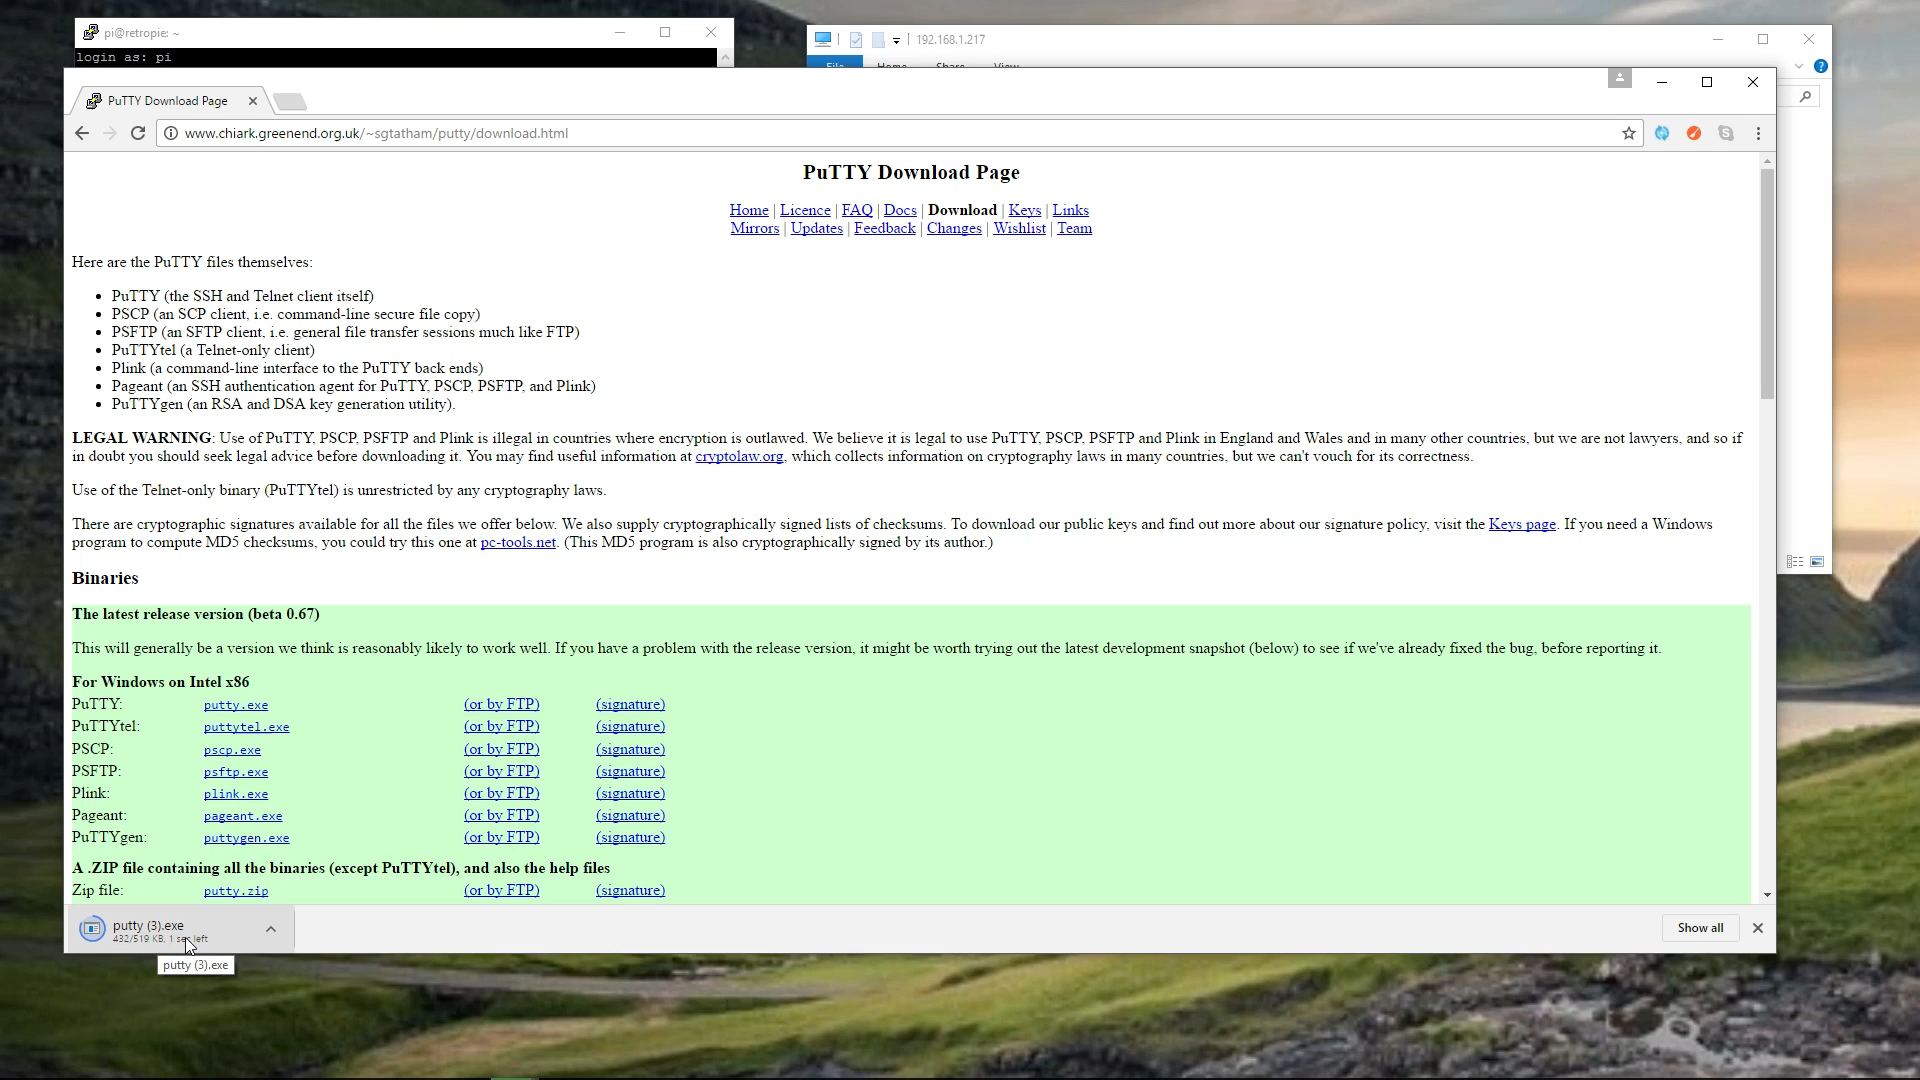 pi@retropie: ~
login as: pi
192.168.1.217
File Home Share View
PuTTY Download Page
www.chiark.greenend.org.uk/~sgtatham/putty/download.html
PuTTY Download Page
Home | Licence | FAQ | Docs | Download | Keys | Links
Mirrors | Updates | Feedback | Changes | Wishlist | Team
Here are the PuTTY files themselves:
• PuTTY (the SSH and Telnet client itself)
• PSCP (an SCP client, i.e. command-line secure file copy)
• PSFTP (an SFTP client, i.e. general file transfer sessions much like FTP)
• PuTTYtel (a Telnet-only client)
• Plink (a command-line interface to the PuTTY back ends)
• Pageant (an SSH authentication agent for PuTTY, PSCP, PSFTP, and Plink)
• PuTTYgen (an RSA and DSA key generation utility).
LEGAL WARNING: Use of PuTTY, PSCP, PSFTP and Plink is illegal in countries where encryption is outlawed. We believe it is legal to use PuTTY, PSCP, PSFTP and Plink in England and Wales and in many other countries, but we are not lawyers, and so if
in doubt you should seek legal advice before downloading it. You may find useful information at cryptolaw.org, which collects information on cryptography laws in many countries, but we can't vouch for its correctness.
Use of the Telnet-only binary (PuTTYtel) is unrestricted by any cryptography laws.
There are cryptographic signatures available for all the files we offer below. We also supply cryptographically signed lists of checksums. To download our public keys and find out more about our signature policy, visit the Keys page. If you need a Windows
program to compute MD5 checksums, you could try this one at pc-tools.net. (This MD5 program is also cryptographically signed by its author.)
Binaries
The latest release version (beta 0.67)
This will generally be a version we think is reasonably likely to work well. If you have a problem with the release version, it might be worth trying out the latest development snapshot (below) to see if we've already fixed the bug, before reporting it.
For Windows on Intel x86
PuTTY: putty.exe (or by FTP) (signature)
PuTTYtel: puttytel.exe (or by FTP) (signature)
PSCP: pscp.exe (or by FTP) (signature)
PSFTP: psftp.exe (or by FTP) (signature)
Plink: plink.exe (or by FTP) (signature)
Pageant: pageant.exe (or by FTP) (signature)
PuTTYgen: puttygen.exe (or by FTP) (signature)
A .ZIP file containing all the binaries (except PuTTYtel), and also the help files
Zip file: putty.zip (or by FTP) (signature)
putty (3).exe
432/519 KB, 1 sec left
Show all
putty (3).exe